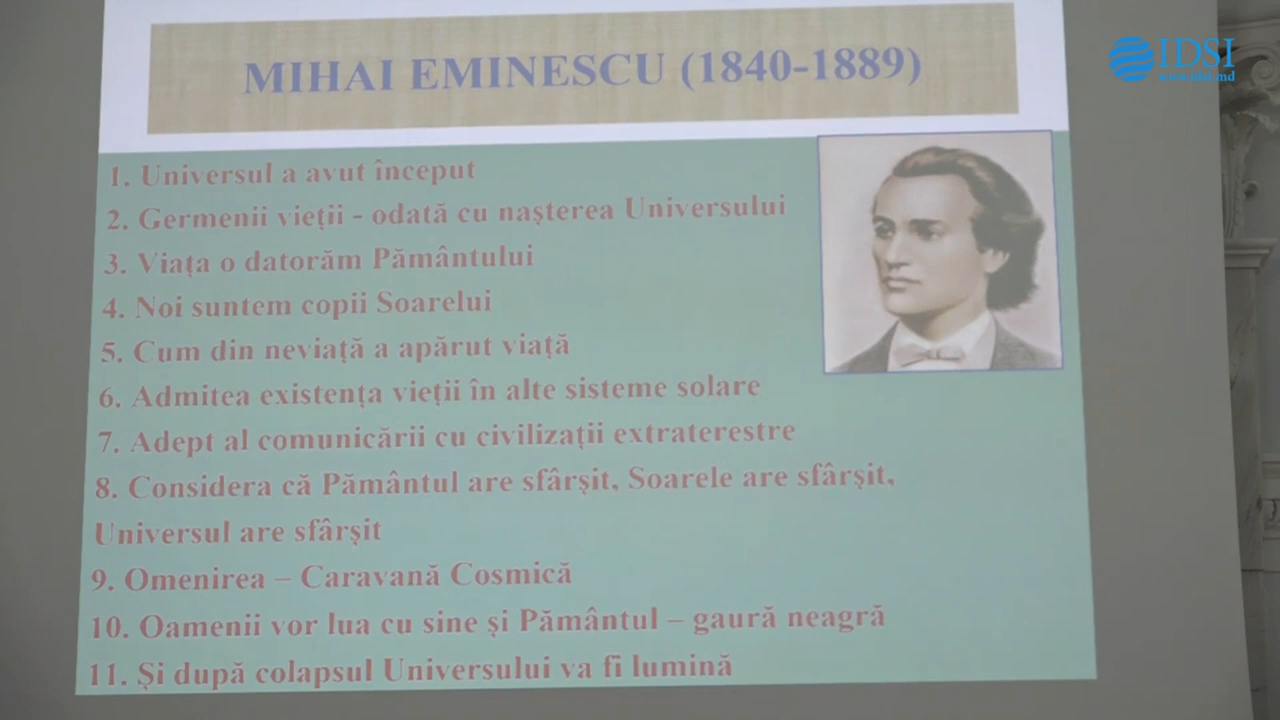 MIHAI EMINESCU (1840-1889)
IDSI
www.idsi.md
1. Universul a avut început
2. Germenii vieții - odată cu nașterea Universului
3. Viața o datorăm Pământului
4. Noi suntem copii Soarelui
5. Cum din neviață a apărut viață
6. Admitea existența vieții în alte sisteme solare
7. Adept al comunicării cu civilizații extraterestre
8. Considera că Pământul are sfârșit, Soarele are sfârșit,
Universul are sfârșit
9. Omenirea – Caravană Cosmică
10. Oamenii vor lua cu sine și Pământul – gaură neagră
11. Și după colapsul Universului va fi lumină